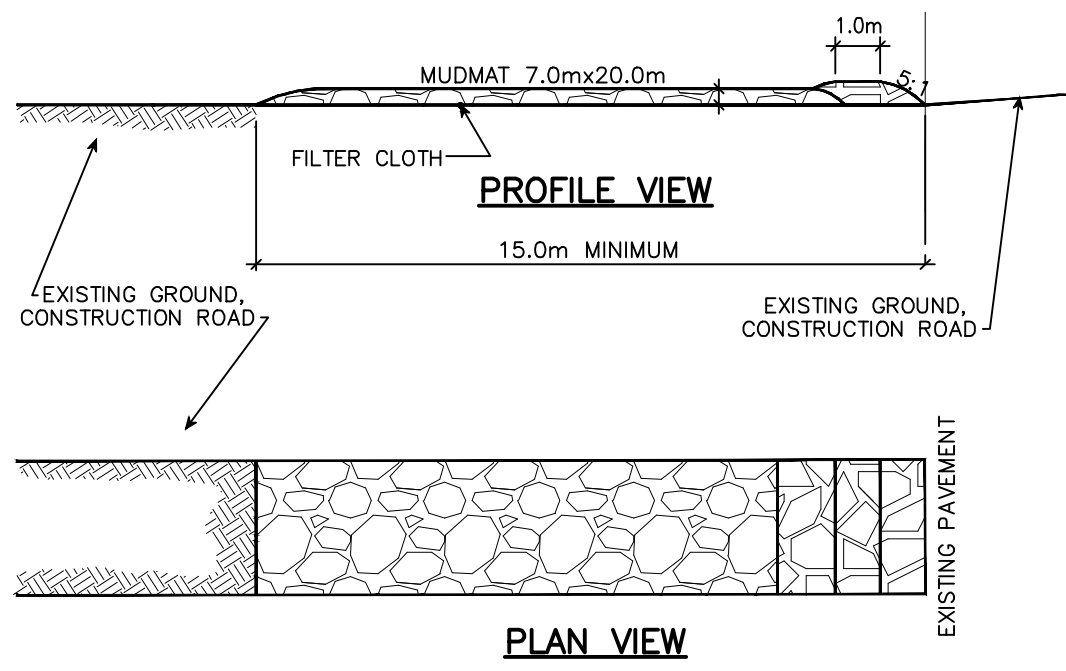 1.0m
5:1
MUDMAT 7.0mx20.0m
FILTER CLOTH
PROFILE VIEW
15.0m MINIMUM
EXISTING GROUND,
CONSTRUCTION ROAD
EXISTING GROUND,
CONSTRUCTION ROAD
EXISTING PAVEMENT
PLAN VIEW